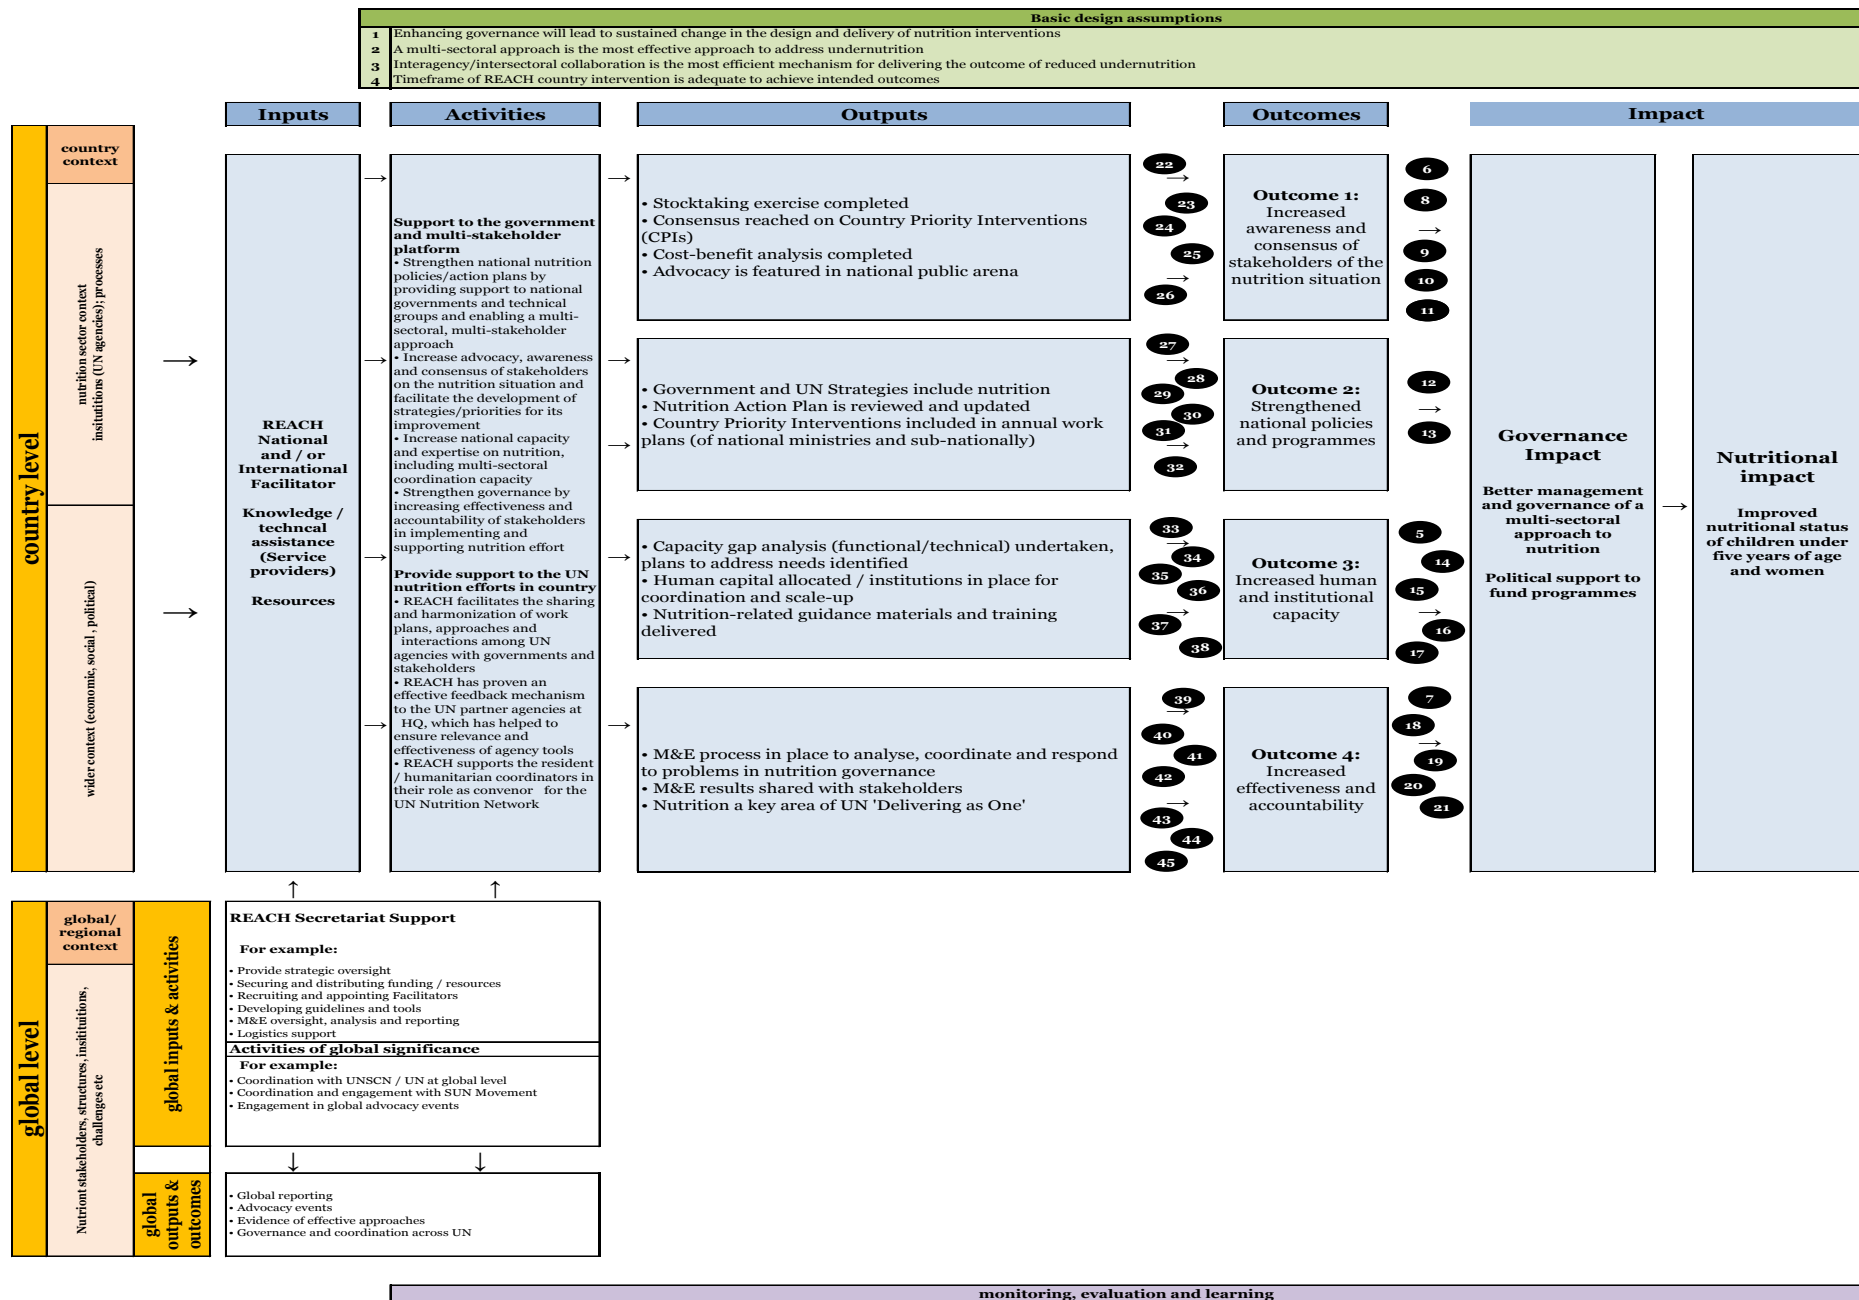 Basic design assumptions
1 Enhancing governance will lead to sustained change in the design and delivery of nutrition interventions
2 A multi-sectoral approach is the most effective approach to address undernutrition
3 Interagency/intersectoral collaboration is the most efficient mechanism for delivering the outcome of reduced undernutrition
4 Timeframe of REACH country intervention is adequate to achieve intended outcomes
Inputs
Activities
Outputs
Outcomes
Impact
country level
country
context
nutrition sector context
insitutitions (UN agencies); processes
wider context (economic, social , political)
→
→
REACH
National
and / or
International
Facilitator
Knowledge /
techncal
assistance
(Service
providers)
Resources
→
→
→
→
Support to the government
and multi-stakeholder
platform
• Strengthen national nutrition
policies/action plans by
providing support to national
governments and technical
groups and enabling a multi-
sectoral, multi-stakeholder
approach
• Increase advocacy, awareness
and consensus of stakeholders
on the nutrition situation and
facilitate the development of
strategies/priorities for its
improvement
• Increase national capacity
and expertise on nutrition,
including multi-sectoral
coordination capacity
• Strengthen governance by
increasing effectiveness and
accountability of stakeholders
in implementing and
supporting nutrition effort
Provide support to the UN
nutrition efforts in country
• REACH facilitates the sharing
and harmonization of work
plans, approaches and
interactions among UN
agencies with governments and
stakeholders
• REACH has proven an
effective feedback mechanism
to the UN partner agencies at
HQ, which has helped to
ensure relevance and
effectiveness of agency tools
• REACH supports the resident
/ humanitarian coordinators in
their role as convenor for the
UN Nutrition Network
→
→
→
→
→
• Stocktaking exercise completed
• Consensus reached on Country Priority Interventions
(CPIs)
• Cost-benefit analysis completed
• Advocacy is featured in national public arena
22
→
23
24
25
→
26
Outcome 1:
Increased
awareness and
consensus of
stakeholders of the
nutrition situation
6
8
→
9
10
11
• Government and UN Strategies include nutrition
• Nutrition Action Plan is reviewed and updated
• Country Priority Interventions included in annual work
plans (of national ministries and sub-nationally)
27
→
28
29
30
31
→
32
Outcome 2:
Strengthened
national policies
and programmes
12
→
13
• Capacity gap analysis (functional/technical) undertaken,
plans to address needs identified
• Human capital allocated / institutions in place for
coordination and scale-up
• Nutrition-related guidance materials and training
delivered
33
→
34
35
36
→
37
38
Outcome 3:
Increased human
and institutional
capacity
5
14
15
→
16
17
• M&E process in place to analyse, coordinate and respond
to problems in nutrition governance
• M&E results shared with stakeholders
• Nutrition a key area of UN 'Delivering as One'
39
→
40
41
42
→
43
44
45
Outcome 4:
Increased
effectiveness and
accountability
7
18
→
19
20
21
Governance
Impact
Better management
and governance of a
multi-sectoral
approach to
nutrition
Political support to
fund programmes
→
Nutritional
impact
Improved
nutritional status
of children under
five years of age
and women
↑
↑
global level
global/
regional
context
Nutriont stakeholders, structures, insitituitions,
challenges etc
global inputs & activities
REACH Secretariat Support
For example:
• Provide strategic oversight
• Securing and distributing funding / resources
• Recruiting and appointing Facilitators
• Developing guidelines and tools
• M&E oversight, analysis and reporting
• Logistics support
Activities of global significance
For example:
• Coordination with UNSCN / UN at global level
• Coordination and engagement with SUN Movement
• Engagement in global advocacy events
↓
↓
global
outputs &
outcomes
• Global reporting
• Advocacy events
• Evidence of effective approaches
• Governance and coordination across UN
monitoring, evaluation and learning